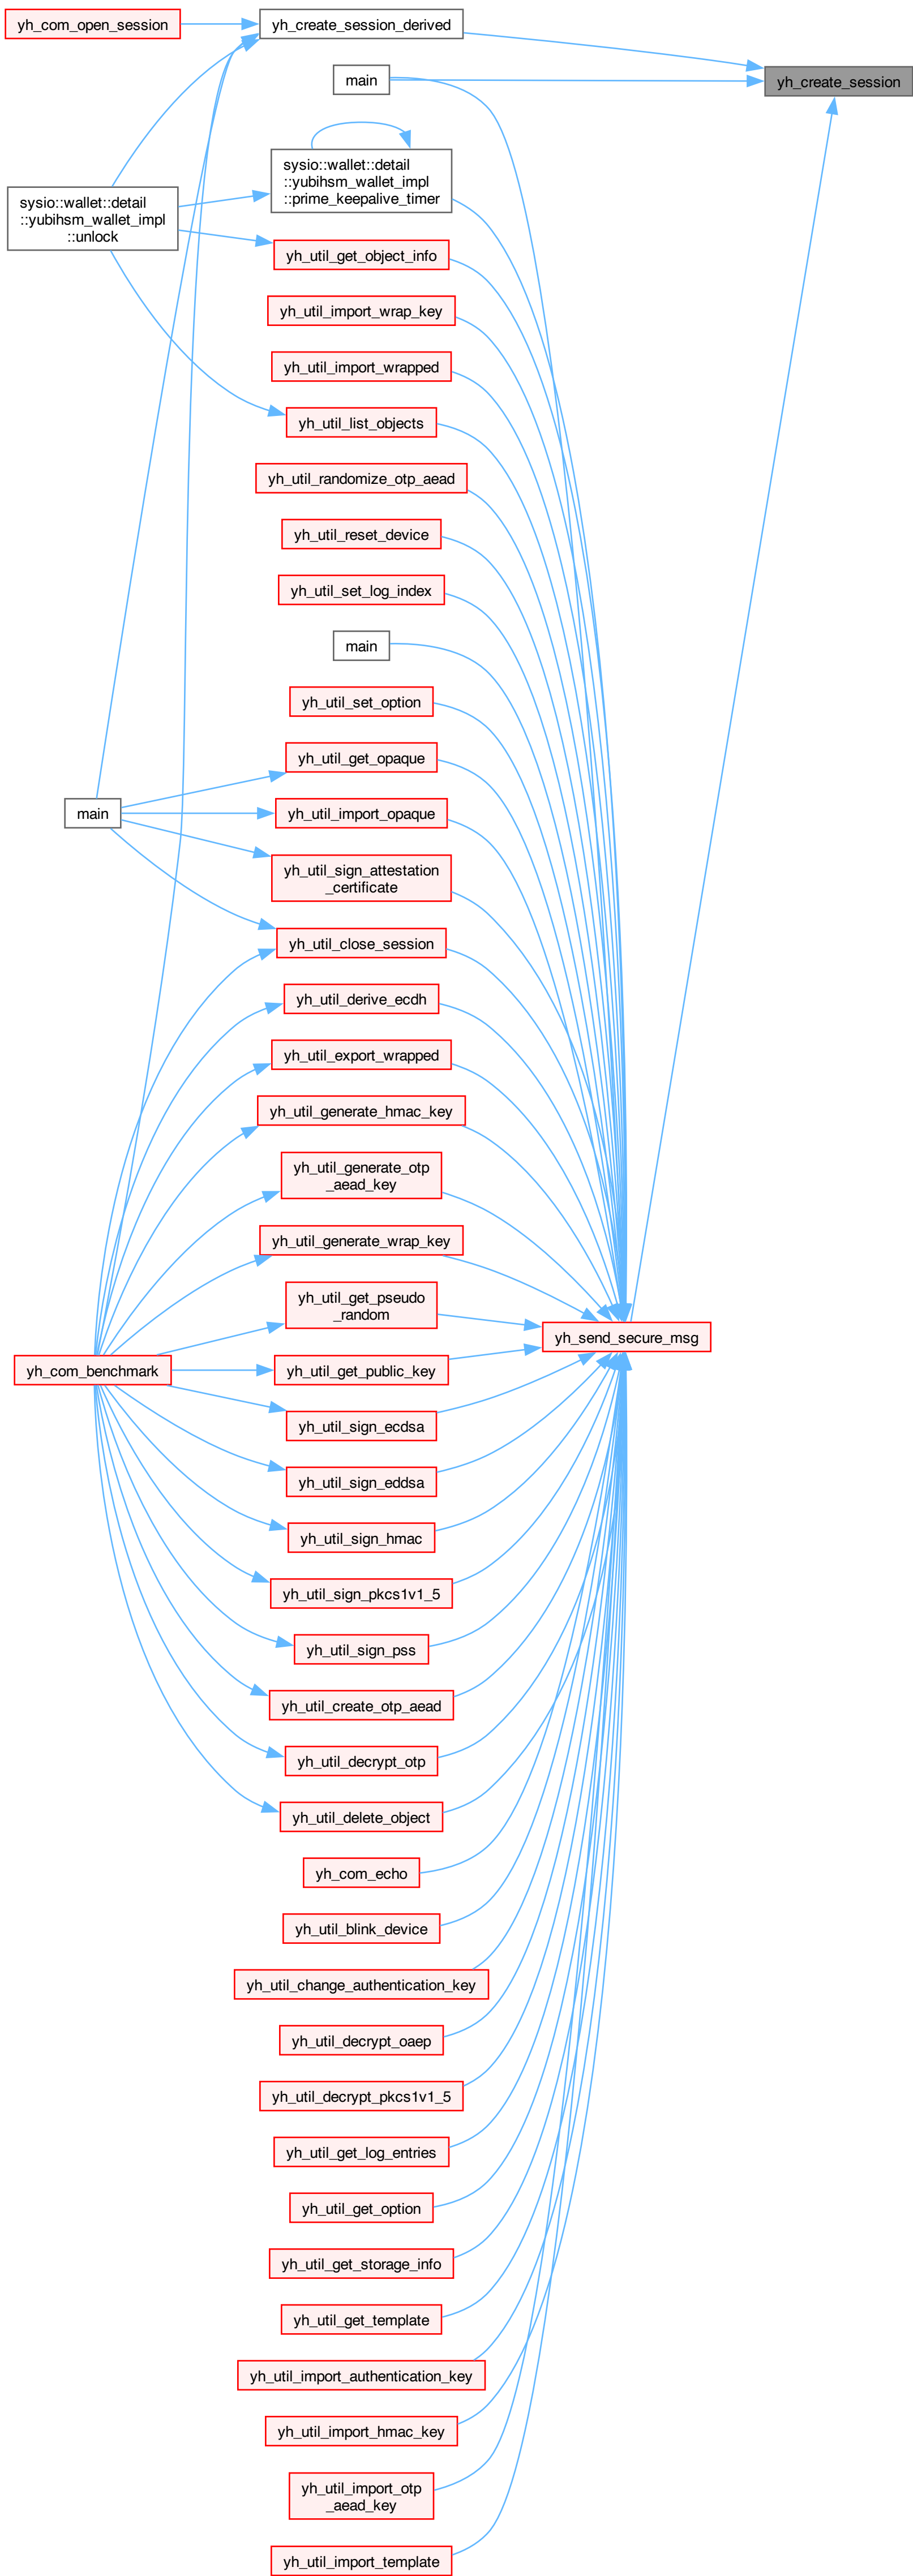 yh_com_open_session
yh_create_session_derived
main
yh_create_session
sysio::wallet::detail
::yubihsm_wallet_impl
::prime_keepalive_timer
sysio::wallet::detail
::yubihsm_wallet_impl
::unlock
yh_util_get_object_info
yh_util_import_wrap_key
yh_util_import_wrapped
yh_util_list_objects
yh_util_randomize_otp_aead
yh_util_reset_device
yh_util_set_log_index
main
yh_util_set_option
yh_util_get_opaque
main
yh_util_import_opaque
yh_util_sign_attestation
_certificate
yh_util_close_session
yh_util_derive_ecdh
yh_util_export_wrapped
yh_util_generate_hmac_key
yh_util_generate_otp
_aead_key
yh_util_generate_wrap_key
yh_util_get_pseudo
_random
yh_send_secure_msg
yh_com_benchmark
yh_util_get_public_key
yh_util_sign_ecdsa
yh_util_sign_eddsa
yh_util_sign_hmac
yh_util_sign_pkcs1v1_5
yh_util_sign_pss
yh_util_create_otp_aead
yh_util_decrypt_otp
yh_util_delete_object
yh_com_echo
yh_util_blink_device
yh_util_change_authentication_key
yh_util_decrypt_oaep
yh_util_decrypt_pkcs1v1_5
yh_util_get_log_entries
yh_util_get_option
yh_util_get_storage_info
yh_util_get_template
yh_util_import_authentication_key
yh_util_import_hmac_key
yh_util_import_otp
_aead_key
yh_util_import_template